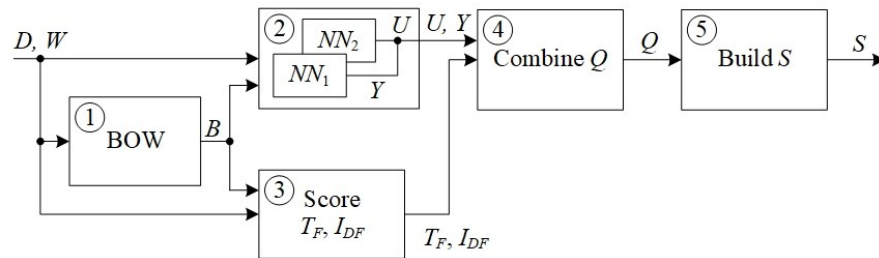 D, W
1
BOW
B
2
NN2
NN1
U
Y
U, Y
3
Score
TF, IDF
TF, IDF
4
Combine Q
Q
5
Build S
S